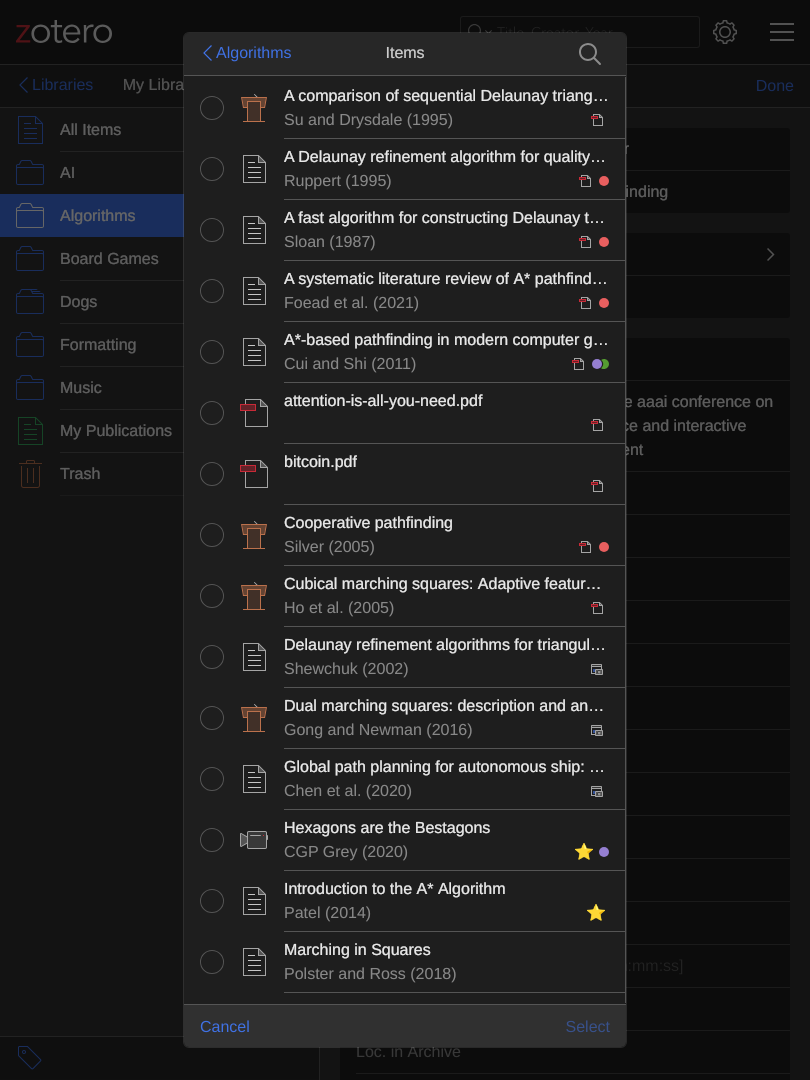 zotero
Title, Creator, Year
Libraries
My Libra
Done
All Items
AI
Algorithms
Board Games
Dogs
Formatting
Music
My Publications
Trash
Algorithms
Items
A comparison of sequential Delaunay triang…
Su and Drysdale (1995)
A Delaunay refinement algorithm for quality…
Ruppert (1995)
A fast algorithm for constructing Delaunay t…
Sloan (1987)
A systematic literature review of A* pathfind…
Foead et al. (2021)
A*-based pathfinding in modern computer g…
Cui and Shi (2011)
attention-is-all-you-need.pdf
bitcoin.pdf
Cooperative pathfinding
Silver (2005)
Cubical marching squares: Adaptive featur…
Ho et al. (2005)
Delaunay refinement algorithms for triangul…
Shewchuk (2002)
Dual marching squares: description and an…
Gong and Newman (2016)
Global path planning for autonomous ship: …
Chen et al. (2020)
Hexagons are the Bestagons
CGP Grey (2020)
Introduction to the A* Algorithm
Patel (2014)
Marching in Squares
Polster and Ross (2018)
Cancel
Select
r
inding
e aaai conference on
ce and interactive
ent
:mm:ss]
Loc. in Archive